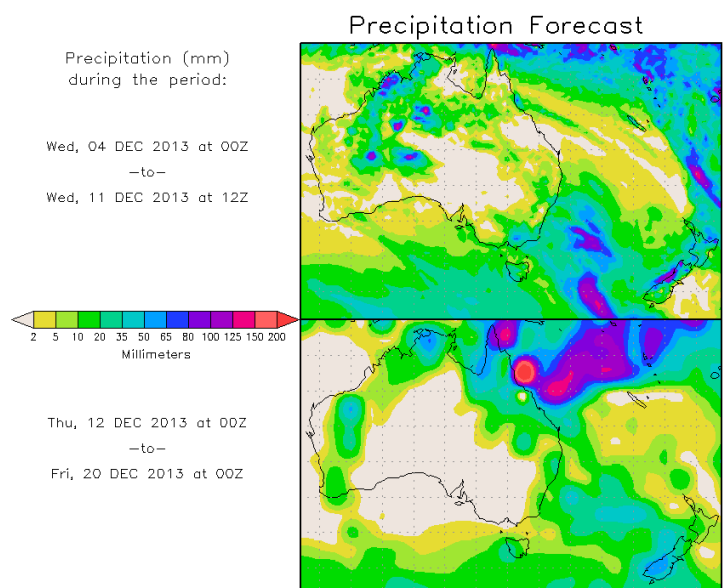 Precipitation Forecast
Precipitation (mm)
during the period:
Wed, 04 DEC 2013 at 00Z
—to—
Wed, 11 DEC 2013 at 12Z
2 5 10 20 35 50 65 80 100 125 150 200
Millimeters
Thu, 12 DEC 2013 at 00Z
—to—
Fri, 20 DEC 2013 at 00Z